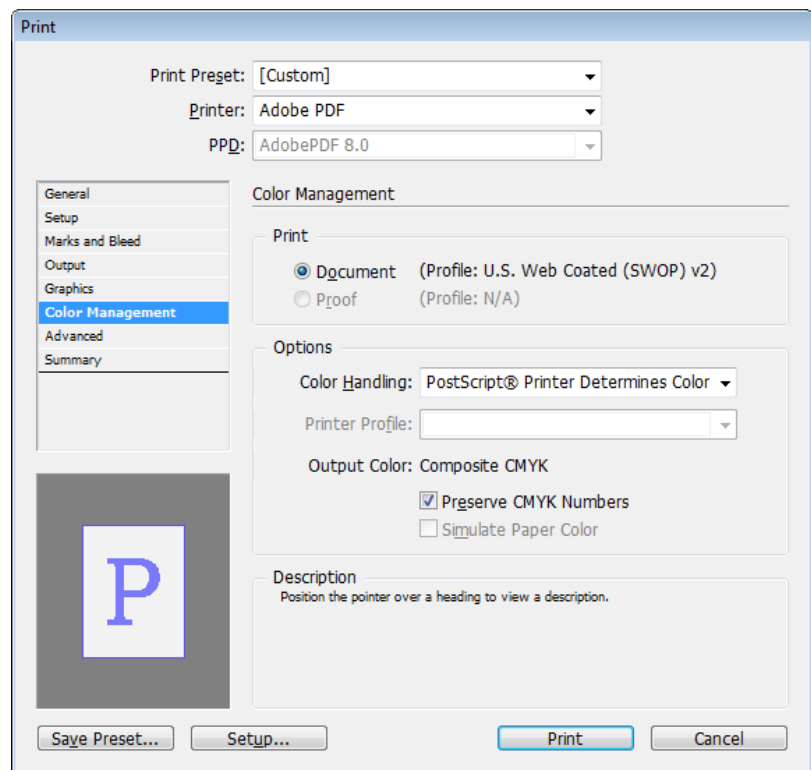 Print
Print Preset: [Custom]
Printer: Adobe PDF
PPD: AdobePDF 8.0
General
Setup
Marks and Bleed
Output
Graphics
Color Management
Advanced
Summary
Color Management
Print
Document (Profile: U.S. Web Coated (SWOP) v2)
Proof (Profile: N/A)
Options
Color Handling: PostScript® Printer Determines Color
Printer Profile:
Output Color: Composite CMYK
Preserve CMYK Numbers
Simulate Paper Color
P
Description
Position the pointer over a heading to view a description.
Save Preset... Setup... Print Cancel